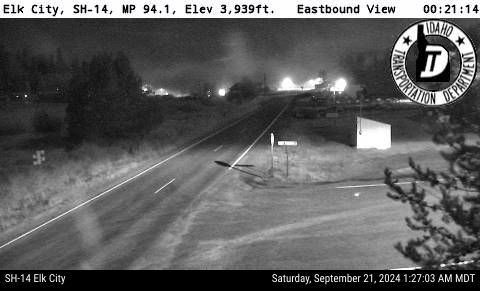 Elk City, SH-14, MP 94.1, Elev 3,939ft. Eastbound View 00:21:14
IDAHO
TRANSPORTATION DEPARTMENT
SH-14 Elk City Saturday, September 21, 2024 1:27:03 AM MDT